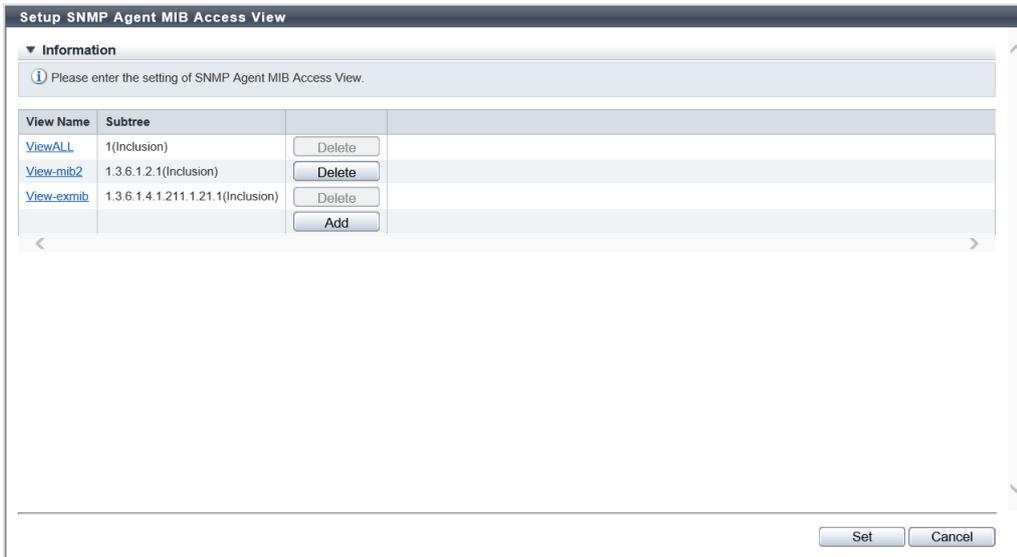 Setup SNMP Agent MIB Access View
Information
Please enter the setting of SNMP Agent MIB Access View.
View Name Subtree
ViewALL 1(Inclusion) Delete
View-mib2 1.3.6.1.2.1(Inclusion) Delete
View-exmib 1.3.6.1.4.1.211.1.21.1(Inclusion) Delete
Add
Set Cancel